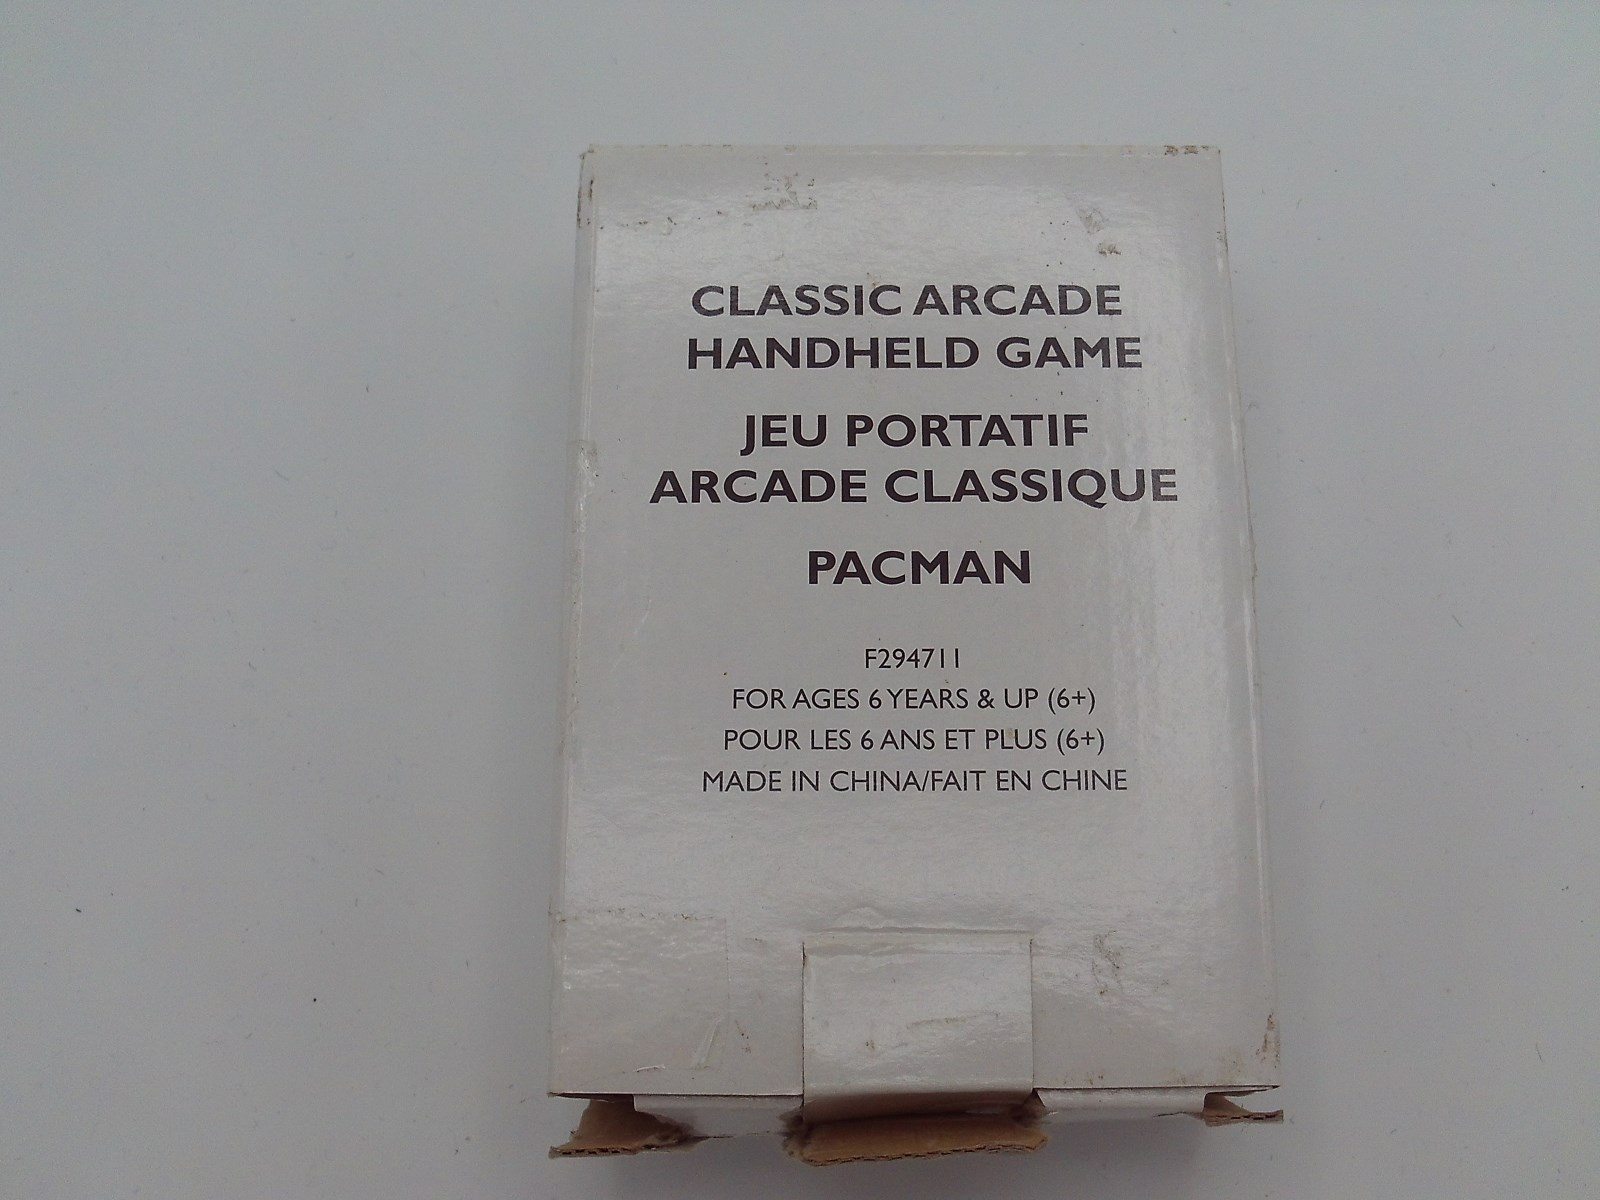 CLASSIC ARCADE
HANDHELD GAME
JEU PORTATIF
ARCADE CLASSIQUE
PACMAN
F294711
FOR AGES 6 YEARS & UP (6+)
POUR LES 6 ANS ET PLUS (6+)
MADE IN CHINA/FAIT EN CHINE